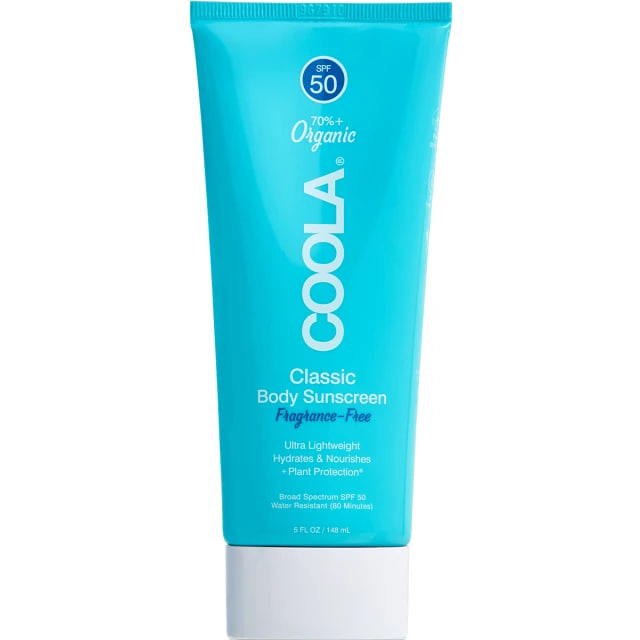 SPF
50
70%+
Organic
COOLA®
Classic
Body Sunscreen
Fragrance-Free
Ultra Lightweight
Hydrates & Nourishes
+Plant Protection®
Broad Spectrum SPF 50
Water Resistant (80 Minutes)
5 FL OZ / 148 mL